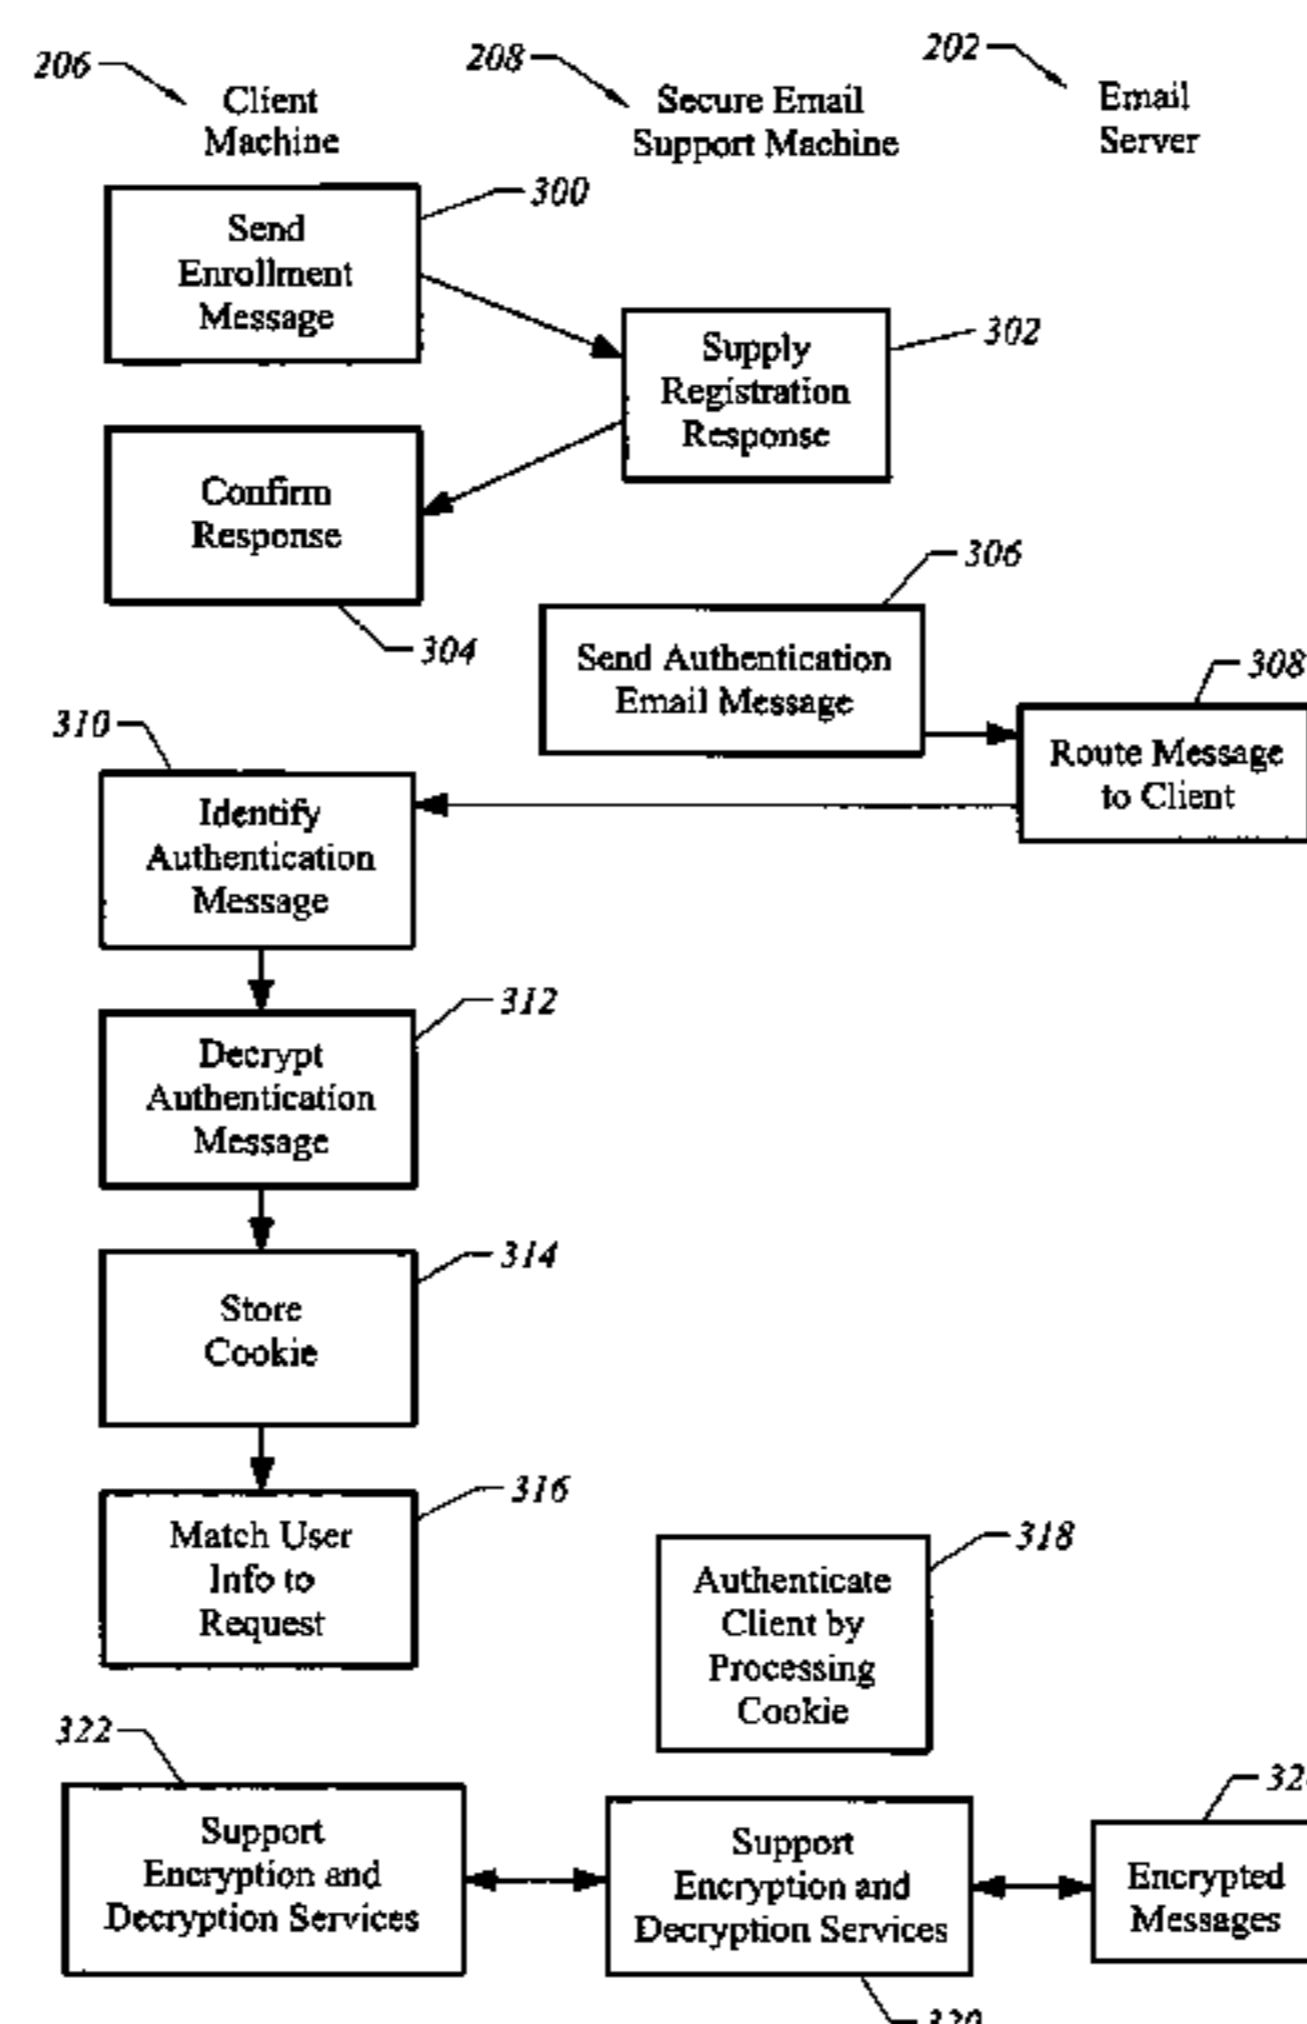 206
Client
Machine
208
Secure Email
Support Machine
202
Email
Server
300
Send
Enrollment
Message
302
Supply
Registration
Response
Confirm
Response
304
306
Send Authentication
Email Message
308
Route Message
to Client
310
Identify
Authentication
Message
312
Decrypt
Authentication
Message
314
Store
Cookie
316
Match User
Info to
Request
318
Authenticate
Client by
Processing
Cookie
322
Support
Encryption and
Decryption Services
Support
Encryption and
Decryption Services
320
Encrypted
Messages